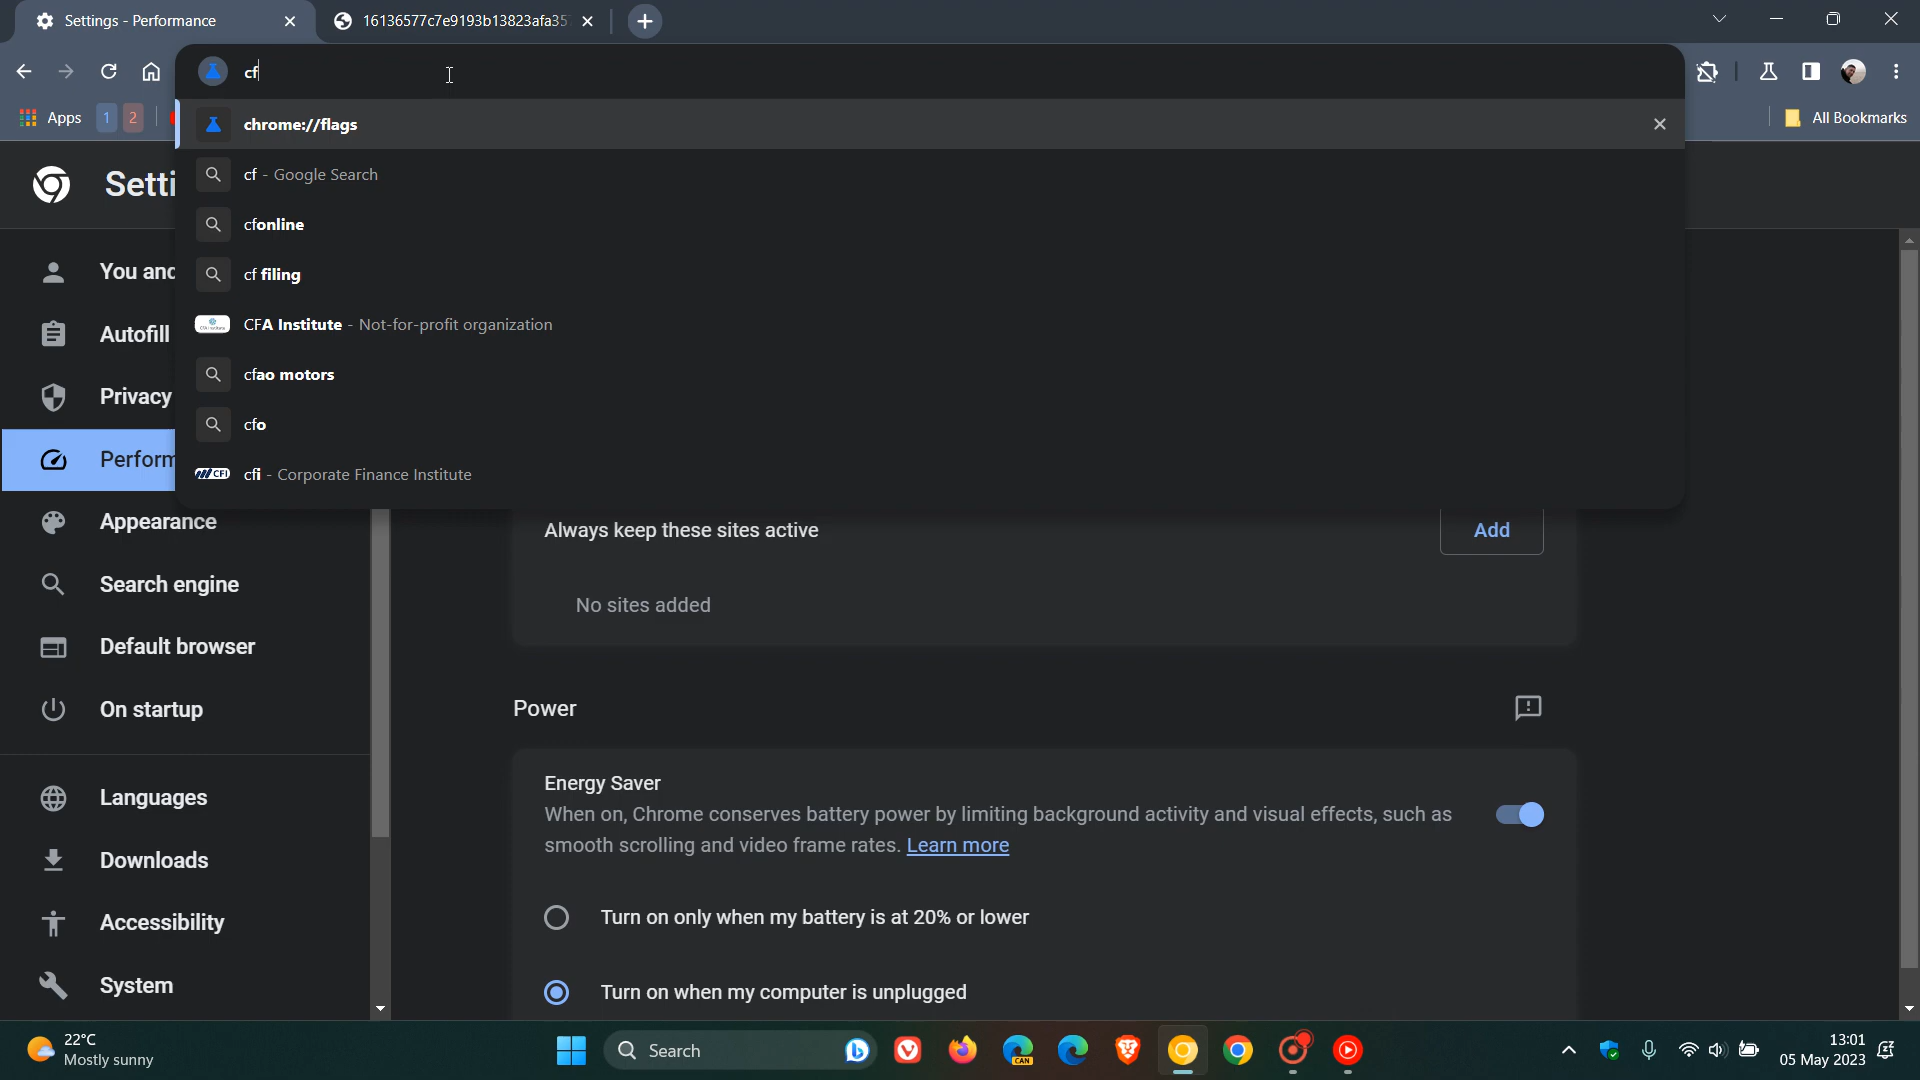 Settings - Performance
16136577c7e9193b13823afa35
cf
chrome://flags
cf - Google Search
cfonline
cf filing
CFA Institute - Not-for-profit organization
cfao motors
cfo
CFI
cfi - Corporate Finance Institute
Apps
1
2
All Bookmarks
Setti
You and
Autofill
Privacy
Perform
Appearance
Search engine
Default browser
On startup
Languages
Downloads
Accessibility
System
Always keep these sites active
Add
No sites added
Power
Energy Saver
When on, Chrome conserves battery power by limiting background activity and visual effects, such as
smooth scrolling and video frame rates. Learn more
Turn on only when my battery is at 20% or lower
Turn on when my computer is unplugged
22°C
Mostly sunny
Search
CAN
13:01
05 May 2023